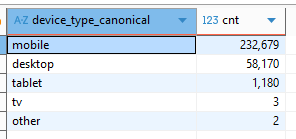 A-Z device_type_canonical 123 cnt
mobile 232,679
desktop 58,170
tablet 1,180
tv 3
other 2